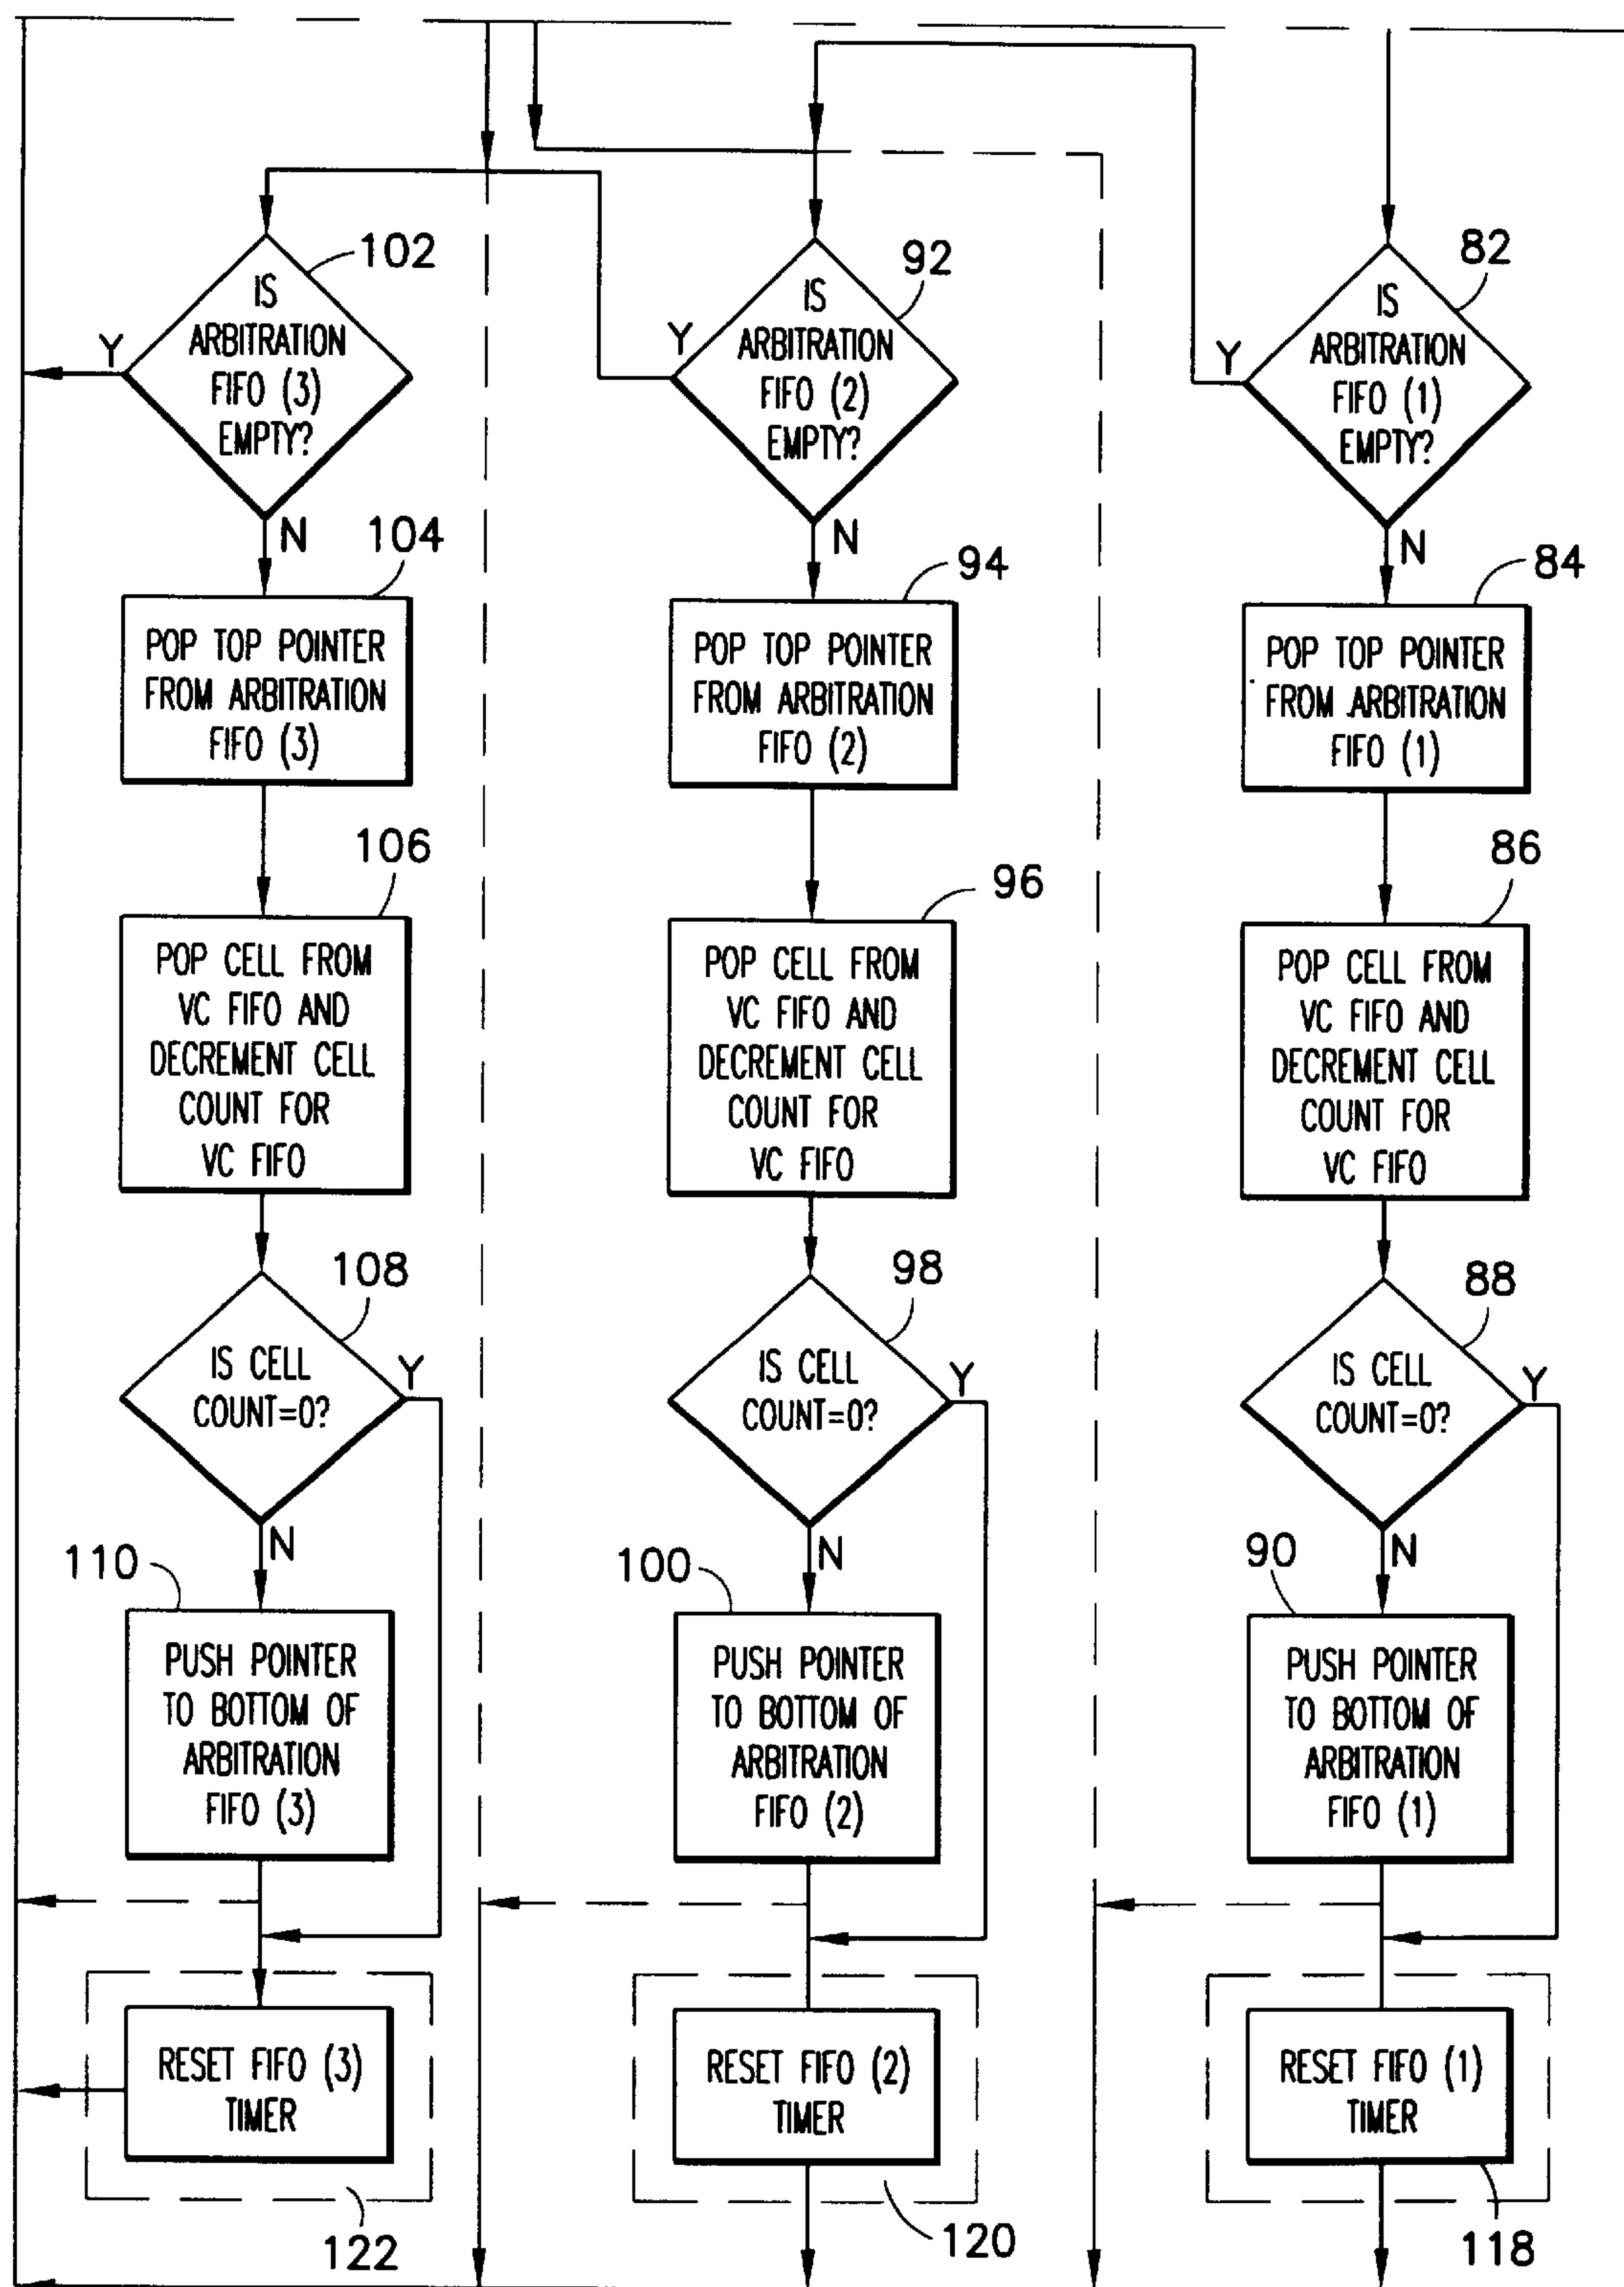 102
IS
ARBITRATION
FIFO (3)
EMPTY?
Y
N
104
POP TOP POINTER
FROM ARBITRATION
FIFO (3)
106
POP CELL FROM
VC FIFO AND
DECREMENT CELL
COUNT FOR
VC FIFO
108
IS CELL
COUNT=0?
Y
N
110
PUSH POINTER
TO BOTTOM OF
ARBITRATION
FIFO (3)
RESET FIFO (3)
TIMER
122
92
IS
ARBITRATION
FIFO (2)
EMPTY?
Y
N
94
POP TOP POINTER
FROM ARBITRATION
FIFO (2)
96
POP CELL FROM
VC FIFO AND
DECREMENT CELL
COUNT FOR
VC FIFO
98
IS CELL
COUNT=0?
Y
N
100
PUSH POINTER
TO BOTTOM OF
ARBITRATION
FIFO (2)
RESET FIFO (2)
TIMER
120
82
IS
ARBITRATION
FIFO (1)
EMPTY?
Y
N
84
POP TOP POINTER
FROM ARBITRATION
FIFO (1)
86
POP CELL FROM
VC FIFO AND
DECREMENT CELL
COUNT FOR
VC FIFO
88
IS CELL
COUNT=0?
Y
N
90
PUSH POINTER
TO BOTTOM OF
ARBITRATION
FIFO (1)
RESET FIFO (1)
TIMER
118